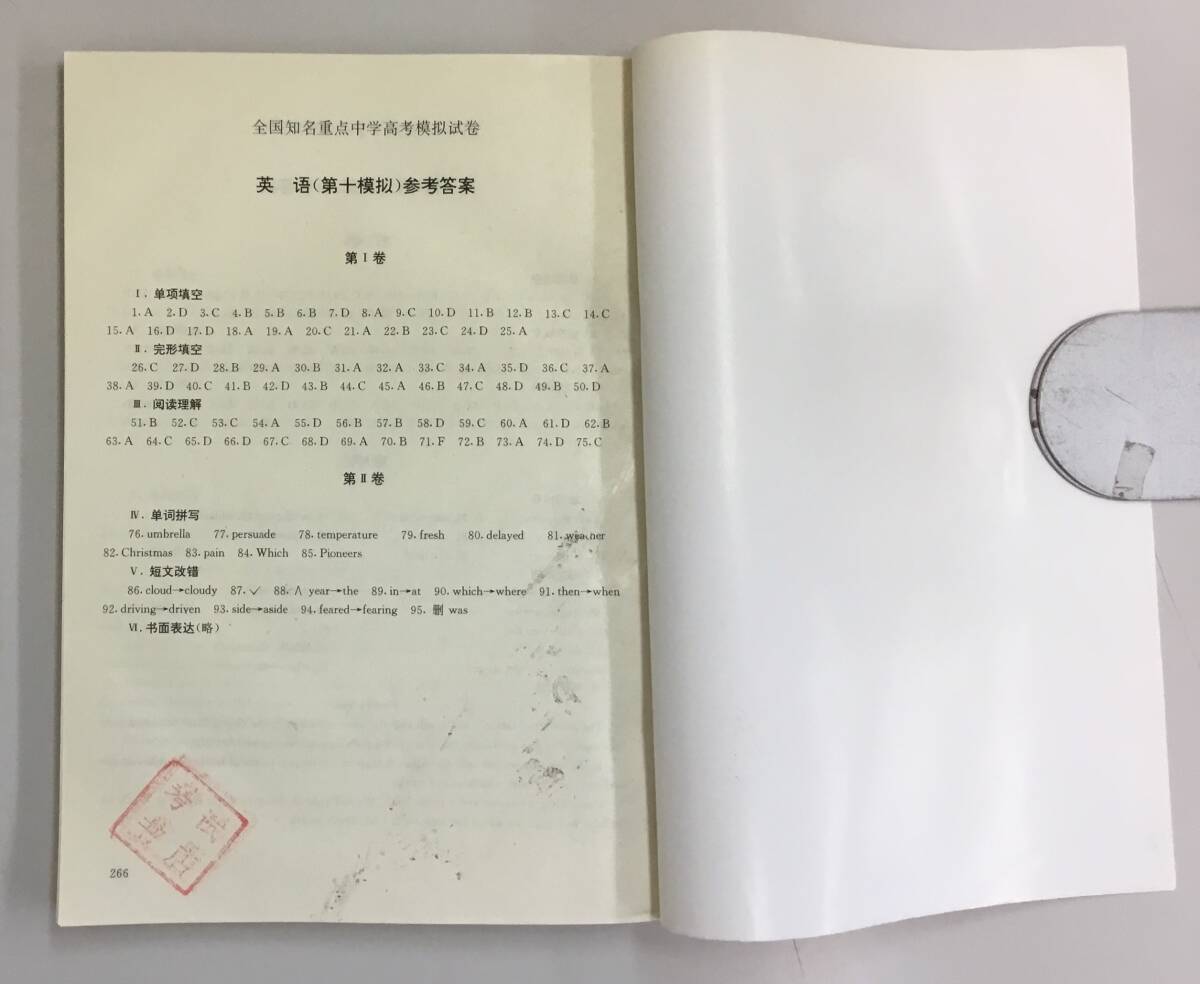 全国知名重点中学高考模拟试卷
英 语(第十模拟)参考答案
第Ⅰ卷
Ⅰ. 单项填空
1. A 2. D 3. C 4. B 5. B 6. B 7. D 8. A 9. C 10. D 11. B 12. B 13. C 14. C
15. A 16. D 17. D 18. A 19. A 20. C 21. A 22. B 23. C 24. D 25. A
Ⅱ. 完形填空
26. C 27. D 28. B 29. A 30. B 31. A 32. A 33. C 34. A 35. D 36. C 37. A
38. A 39. D 40. C 41. B 42. D 43. B 44. C 45. A 46. B 47. C 48. D 49. B 50. D
Ⅲ. 阅读理解
51. B 52. C 53. C 54. A 55. D 56. B 57. B 58. D 59. C 60. A 61. D 62. B
63. A 64. C 65. D 66. D 67. C 68. D 69. A 70. B 71. F 72. B 73. A 74. D 75. C
第Ⅱ卷
Ⅳ. 单词拼写
76. umbrella 77. persuade 78. temperature 79. fresh 80. delayed 81.
82. Christmas 83. pain 84. Which 85. Pioneers
Ⅴ. 短文改错
86. cloud→cloudy 87. ✓ 88. ∧ year→the 89. in→at 90. which→where 91. then→when
92. driving→driven 93. side→aside 94. feared→fearing 95. 删 was
Ⅵ. 书面表达(略)
266